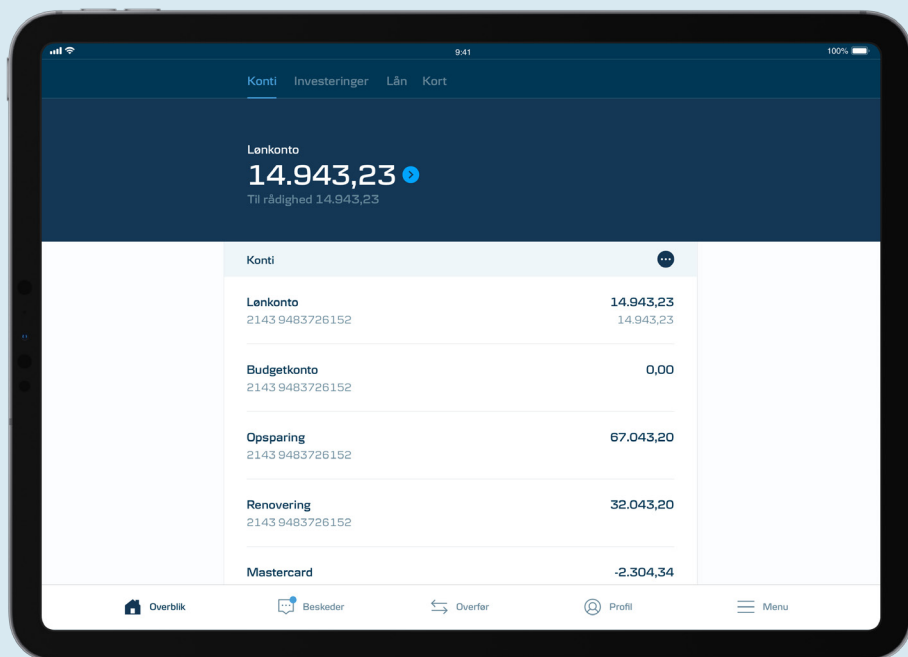 9:41
100%
Konti Investeringer Lån Kort
Lønkonto
14.943,23
Til rådighed 14.943,23
Konti
Lønkonto 14.943,23
2143 9483726152 14.943,23
Budgetkonto 0,00
2143 9483726152
Opsparing 67.043,20
2143 9483726152
Renovering 32.043,20
2143 9483726152
Mastercard -2.304,34
Overblik Beskeder Overfør Profil Menu